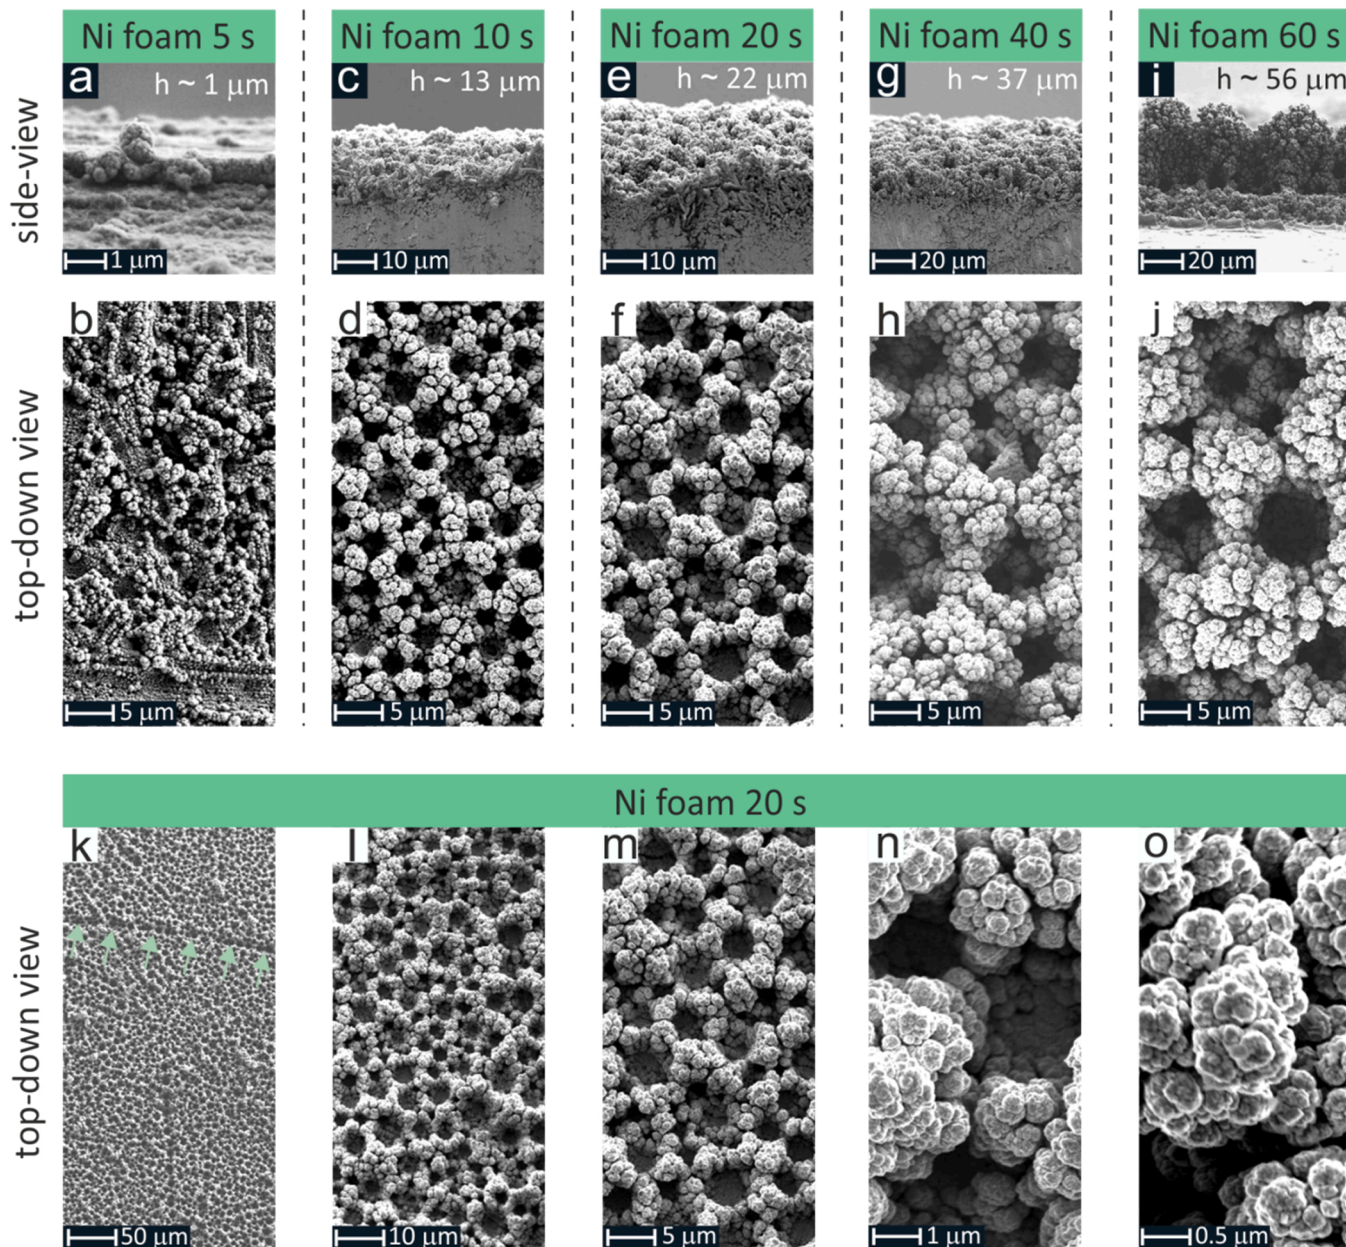 Ni foam 5 s
Ni foam 10 s
Ni foam 20 s
Ni foam 40 s
Ni foam 60 s
side-view
a
h ~ 1 μm
1 μm
c
h ~ 13 μm
10 μm
e
h ~ 22 μm
10 μm
g
h ~ 37 μm
20 μm
i
h ~ 56 μm
20 μm
top-down view
b
5 μm
d
5 μm
f
5 μm
h
5 μm
j
5 μm
Ni foam 20 s
top-down view
k
50 μm
l
10 μm
m
5 μm
n
1 μm
o
0.5 μm